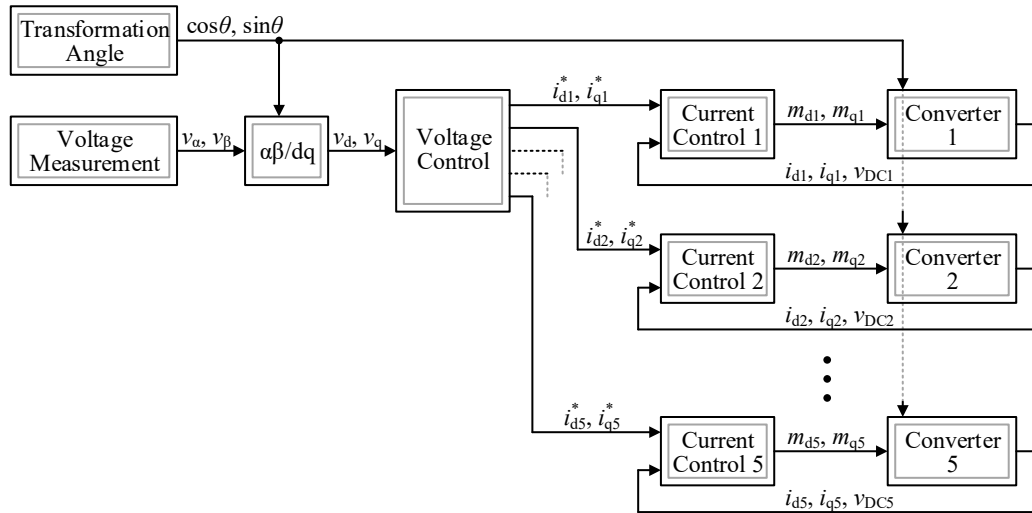 Transformation
Angle
cosθ, sinθ
Voltage
Measurement
vα, vβ
αβ/dq
vd, vq
Voltage
Control
i*d1, i*q1
Current
Control 1
md1, mq1
Converter
1
id1, iq1, vDC1
i*d2, i*q2
Current
Control 2
md2, mq2
Converter
2
id2, iq2, vDC2
i*d5, i*q5
Current
Control 5
md5, mq5
Converter
5
id5, iq5, vDC5